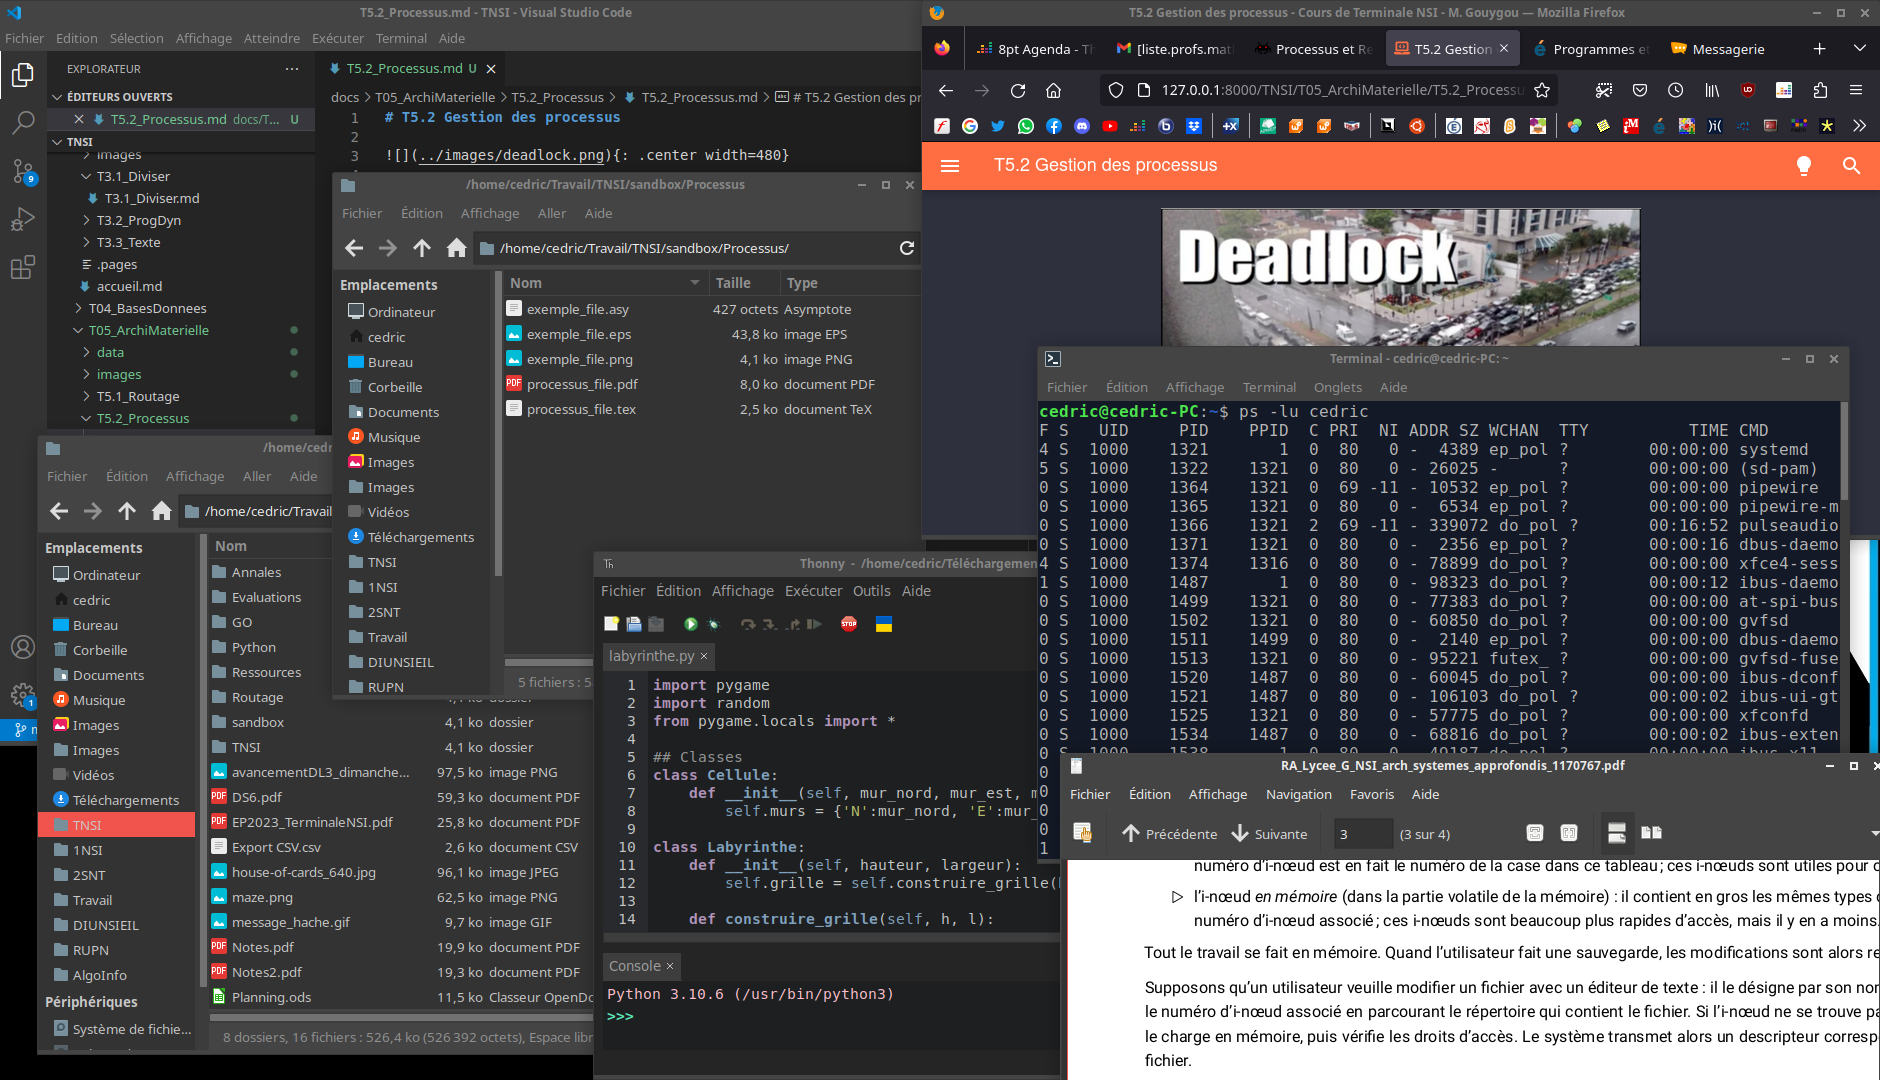 T5.2_Processus.md - TNSI - Visual Studio Code
Fichier Edition Sélection Affichage Atteindre Exécuter Terminal Aide
EXPLORATEUR
ÉDITEURS OUVERTS
T5.2_Processus.md docs/T... U
TNSI
images
T3.1_Diviser
T3.1_Diviser.md
T3.2_ProgDyn
T3.3_Texte
.pages
accueil.md
T04_BasesDonnees
T05_ArchiMaterielle
data
images
T5.1_Routage
T5.2_Processus
9
1
T5.2_Processus.md U
docs > T05_ArchiMaterielle > T5.2_Processus > T5.2_Processus.md > # T5.2 Gestion des pr
1 # T5.2 Gestion des processus
2
3 ![](../images/deadlock.png){: .center width=480}
/home/cedric/Travail/TNSI/sandbox/Processus
Fichier Édition Affichage Aller Aide
/home/cedric/Travail/TNSI/sandbox/Processus/
Emplacements
Ordinateur
cedric
Bureau
Corbeille
Documents
Musique
Images
Images
Vidéos
Téléchargements
TNSI
1NSI
2SNT
Travail
DIUNSIEIL
RUPN
Nom Taille Type
exemple_file.asy 427 octets Asymptote
exemple_file.eps 43,8 ko image EPS
exemple_file.png 4,1 ko image PNG
processus_file.pdf 8,0 ko document PDF
processus_file.tex 2,5 ko document TeX
5 fichiers : 5
/home/cedr
Fichier Édition Affichage Aller Aide
/home/cedric/Travail
Emplacements
Ordinateur
cedric
Bureau
Corbeille
Documents
Musique
Images
Images
Vidéos
Téléchargements
TNSI
1NSI
2SNT
Travail
DIUNSIEIL
RUPN
AlgoInfo
Périphériques
Système de fichie...
Nom
Annales
Evaluations
GO
Python
Ressources
Routage 4,1 ko dossier
sandbox 4,1 ko dossier
TNSI 4,1 ko dossier
avancementDL3_dimanche... 97,5 ko image PNG
DS6.pdf 59,3 ko document PDF
EP2023_TerminaleNSI.pdf 25,8 ko document PDF
Export CSV.csv 2,6 ko document CSV
house-of-cards_640.jpg 96,1 ko image JPEG
maze.png 62,5 ko image PNG
message_hache.gif 9,7 ko image GIF
Notes.pdf 19,9 ko document PDF
Notes2.pdf 19,3 ko document PDF
Planning.ods 11,5 ko Classeur OpenDo
8 dossiers, 16 fichiers : 526,4 ko (526 392 octets), Espace libr
Thonny - /home/cedric/Téléchargemen
Fichier Édition Affichage Exécuter Outils Aide
STOP
labyrinthe.py
1 import pygame
2 import random
3 from pygame.locals import *
4
5 ## Classes
6 class Cellule:
7 def __init__(self, mur_nord, mur_est, m
8 self.murs = {'N':mur_nord, 'E':mur_
9
10 class Labyrinthe:
11 def __init__(self, hauteur, largeur):
12 self.grille = self.construire_grille(
13
14 def construire_grille(self, h, l):
Console
Python 3.10.6 (/usr/bin/python3)
>>>
T5.2 Gestion des processus - Cours de Terminale NSI - M. Gouygou — Mozilla Firefox
8pt Agenda - Th
[liste.profs.mat
Processus et Re
T5.2 Gestion
Programmes et
Messagerie
127.0.0.1:8000/TNSI/T05_ArchiMaterielle/T5.2_Processu
T5.2 Gestion des processus
Deadlock
Terminal - cedric@cedric-PC: ~
Fichier Édition Affichage Terminal Onglets Aide
cedric@cedric-PC:~$ ps -lu cedric
F S UID PID PPID C PRI NI ADDR SZ WCHAN TTY TIME CMD
4 S 1000 1321 1 0 80 0 - 4389 ep_pol ? 00:00:00 systemd
5 S 1000 1322 1321 0 80 0 - 26025 - ? 00:00:00 (sd-pam)
0 S 1000 1364 1321 0 69 -11 - 10532 ep_pol ? 00:00:00 pipewire
0 S 1000 1365 1321 0 80 0 - 6534 ep_pol ? 00:00:00 pipewire-m
0 S 1000 1366 1321 2 69 -11 - 339072 do_pol ? 00:16:52 pulseaudio
0 S 1000 1371 1321 0 80 0 - 2356 ep_pol ? 00:00:16 dbus-daemo
4 S 1000 1374 1316 0 80 0 - 78899 do_pol ? 00:00:00 xfce4-sess
1 S 1000 1487 1 0 80 0 - 98323 do_pol ? 00:00:12 ibus-daemo
0 S 1000 1499 1321 0 80 0 - 77383 do_pol ? 00:00:00 at-spi-bus
0 S 1000 1502 1321 0 80 0 - 60850 do_pol ? 00:00:00 gvfsd
0 S 1000 1511 1499 0 80 0 - 2140 ep_pol ? 00:00:00 dbus-daemo
0 S 1000 1513 1321 0 80 0 - 95221 futex_ ? 00:00:00 gvfsd-fuse
0 S 1000 1520 1487 0 80 0 - 60045 do_pol ? 00:00:00 ibus-dconf
0 S 1000 1521 1487 0 80 0 - 106103 do_pol ? 00:00:02 ibus-ui-gt
0 S 1000 1525 1321 0 80 0 - 57775 do_pol ? 00:00:00 xfconfd
0 S 1000 1534 1487 0 80 0 - 68816 do_pol ? 00:00:02 ibus-exten
0 S 1000 1538 1 0 80 0 - 49187 do_pol ? 00:00:00 ibus-x11
0
0
0
0
1
RA_Lycee_G_NSI_arch_systemes_approfondis_1170767.pdf
Fichier Édition Affichage Navigation Favoris Aide
Précédente Suivante 3 (3 sur 4)
numéro d'i-nœud est en fait le numéro de la case dans ce tableau ; ces i-nœuds sont utiles pour
l'i-nœud en mémoire (dans la partie volatile de la mémoire) : il contient en gros les mêmes types
numéro d'i-nœud associé ; ces i-nœuds sont beaucoup plus rapides d'accès, mais il y en a moins.
Tout le travail se fait en mémoire. Quand l'utilisateur fait une sauvegarde, les modifications sont alors re
Supposons qu'un utilisateur veuille modifier un fichier avec un éditeur de texte : il le désigne par son nor
le numéro d'i-nœud associé en parcourant le répertoire qui contient le fichier. Si l'i-nœud ne se trouve pa
le charge en mémoire, puis vérifie les droits d'accès. Le système transmet alors un descripteur corresp
fichier.